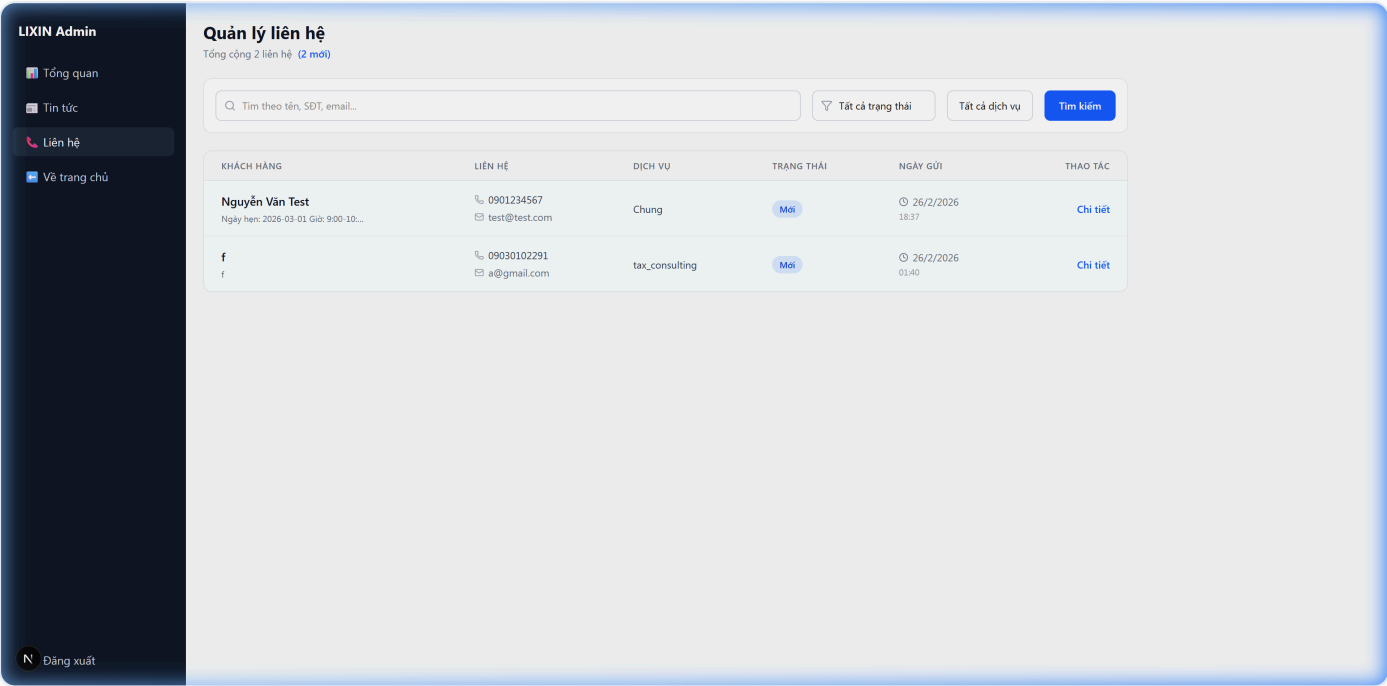 LIXIN Admin
Tổng quan
Tin tức
Liên hệ
Về trang chủ
N Đăng xuất
Quản lý liên hệ
Tổng cộng 2 liên hệ (2 mới)
Tìm theo tên, SĐT, email...
Tất cả trạng thái
Tất cả dịch vụ
Tìm kiếm
KHÁCH HÀNG LIÊN HỆ DỊCH VỤ TRẠNG THÁI NGÀY GỬI THAO TÁC
Nguyễn Văn Test
Ngày hẹn: 2026-03-01 Giờ: 9:00-10:...
0901234567
test@test.com
Chung
Mới
26/2/2026
18:37
Chi tiết
f
f
09030102291
a@gmail.com
tax_consulting
Mới
26/2/2026
01:40
Chi tiết